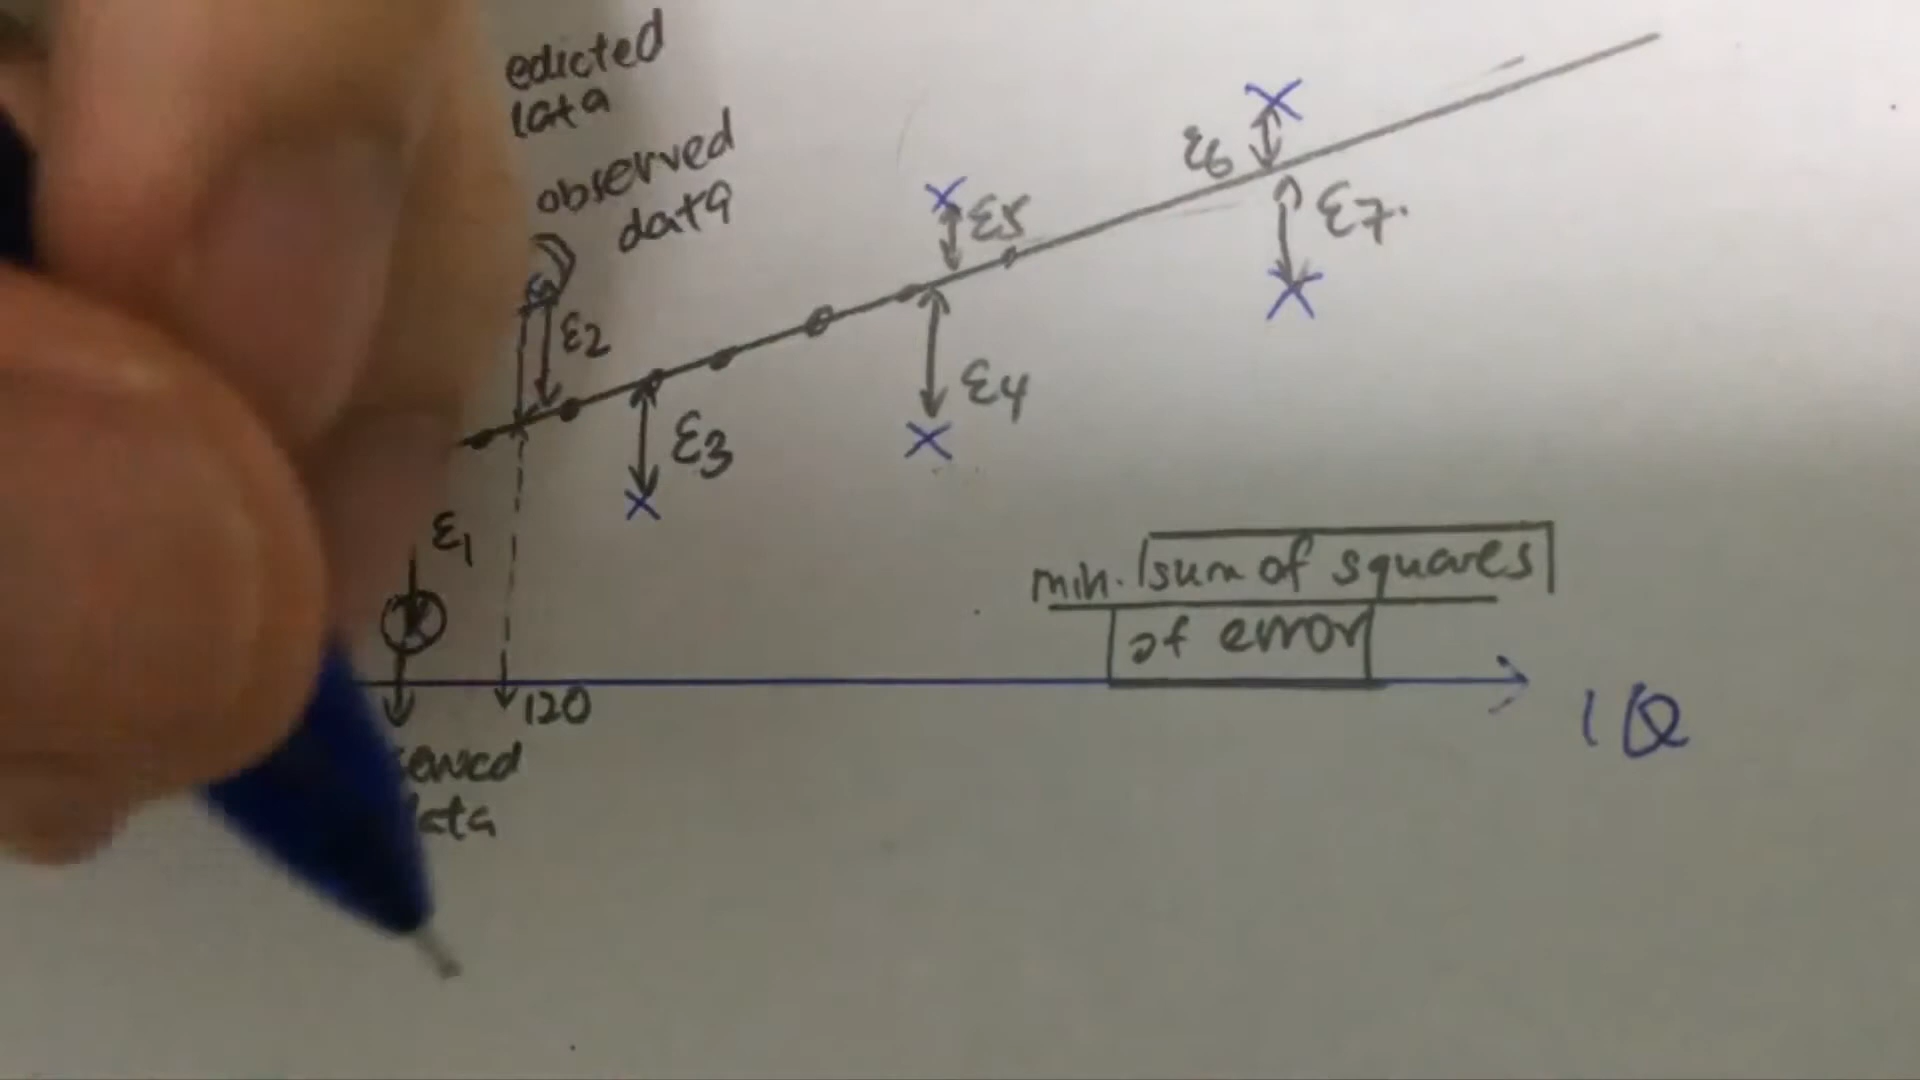 edicted
lata
observed
data
ε2
ε5
ε6
ε7.
ε4
ε3
ε1
min. sum of squares
of error
120
IQ
ata